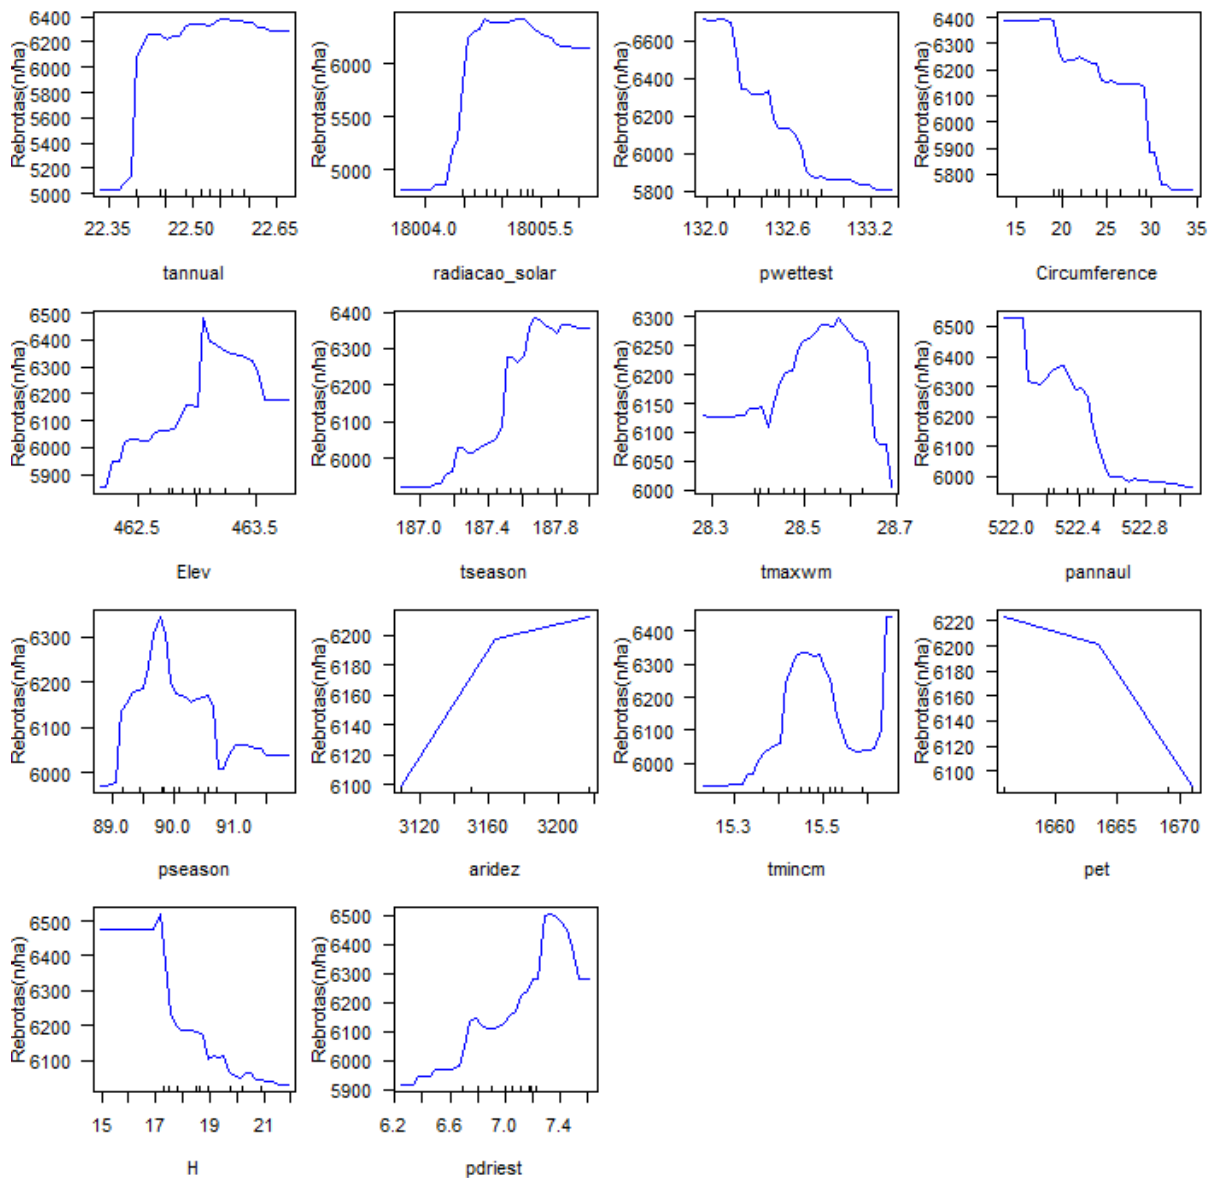 Rebrotas(n/ha)
6400
6200
6000
5800
5600
5400
5200
5000
22.35 22.50 22.65
tannual
Rebrotas(n/ha)
6000
5500
5000
18004.0 18005.5
radiacao_solar
Rebrotas(n/ha)
6600
6400
6200
6000
5800
132.0 132.6 133.2
pwettest
Rebrotas(n/ha)
6400
6300
6200
6100
6000
5900
5800
15 20 25 30 35
Circumference
Rebrotas(n/ha)
6500
6400
6300
6200
6100
6000
5900
462.5 463.5
Elev
Rebrotas(n/ha)
6400
6300
6200
6100
6000
187.0 187.4 187.8
tseason
Rebrotas(n/ha)
6300
6250
6200
6150
6100
6050
6000
28.3 28.5 28.7
tmaxwm
Rebrotas(n/ha)
6500
6400
6300
6200
6100
6000
522.0 522.4 522.8
pannaul
Rebrotas(n/ha)
6300
6200
6100
6000
89.0 90.0 91.0
pseason
Rebrotas(n/ha)
6200
6180
6160
6140
6120
6100
3120 3160 3200
aridez
Rebrotas(n/ha)
6400
6300
6200
6100
6000
15.3 15.5
tmincm
Rebrotas(n/ha)
6220
6200
6180
6160
6140
6120
6100
1660 1665 1670
pet
Rebrotas(n/ha)
6500
6400
6300
6200
6100
15 17 19 21
H
Rebrotas(n/ha)
6500
6400
6300
6200
6100
6000
5900
6.2 6.6 7.0 7.4
pdriest